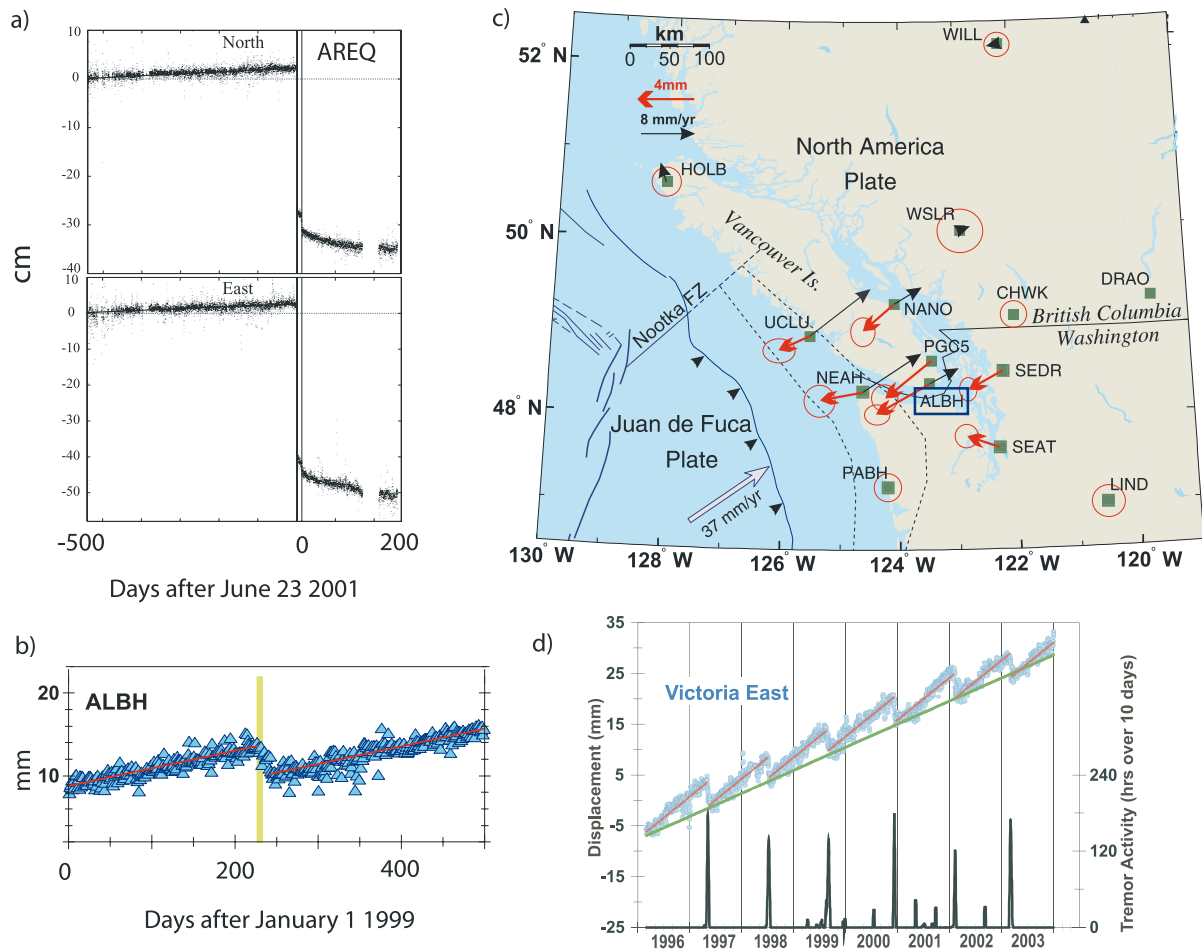 a)
10
North
AREQ
0
-10
-20
-30
-40
cm
10
East
0
-10
-20
-30
-40
-50
-500
0
200
Days after June 23 2001
b)
ALBH
20
mm
10
0
200
400
Days after January 1 1999
c)
52° N
50° N
48° N
km
0 50 100
4mm
8 mm/yr
WILL
HOLB
North America
Plate
WSLR
Vancouver Is.
DRAO
CHWK
Nootka FZ
NANO
British Columbia
Washington
UCLU
PGC5
NEAH
SEDR
ALBH
Juan de Fuca
Plate
SEAT
PABH
LIND
37 mm/yr
130° W
128° W
126° W
124° W
122° W
120° W
d)
35
Victoria East
25
15
5
-5
-15
-25
Displacement (mm)
240
120
0
Tremor Activity (hrs over 10 days)
1996 1997 1998 1999 2000 2001 2002 2003